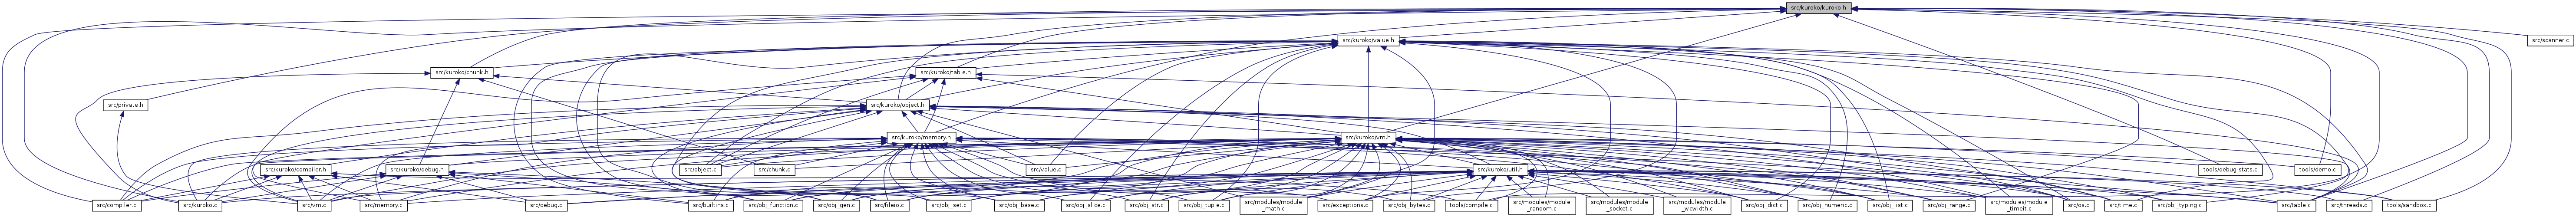 src/kuroko/kuroko.h
src/kuroko/value.h
src/scanner.c
src/kuroko/chunk.h
src/kuroko/table.h
src/private.h
src/kuroko/object.h
src/kuroko/memory.h
src/kuroko/vm.h
src/kuroko/compiler.h
src/kuroko/debug.h
src/object.c
src/chunk.c
src/value.c
src/kuroko/util.h
tools/debug-stats.c
tools/demo.c
src/compiler.c
src/kuroko.c
src/vm.c
src/memory.c
src/debug.c
src/builtins.c
src/obj_function.c
src/obj_gen.c
src/fileio.c
src/obj_set.c
src/obj_base.c
src/obj_slice.c
src/obj_str.c
src/obj_tuple.c
src/modules/module
_math.c
src/exceptions.c
src/obj_bytes.c
tools/compile.c
src/modules/module
_random.c
src/modules/module
_socket.c
src/modules/module
_wcwidth.c
src/obj_dict.c
src/obj_numeric.c
src/obj_list.c
src/obj_range.c
src/modules/module
_timeit.c
src/os.c
src/time.c
src/obj_typing.c
src/table.c
src/threads.c
tools/sandbox.c